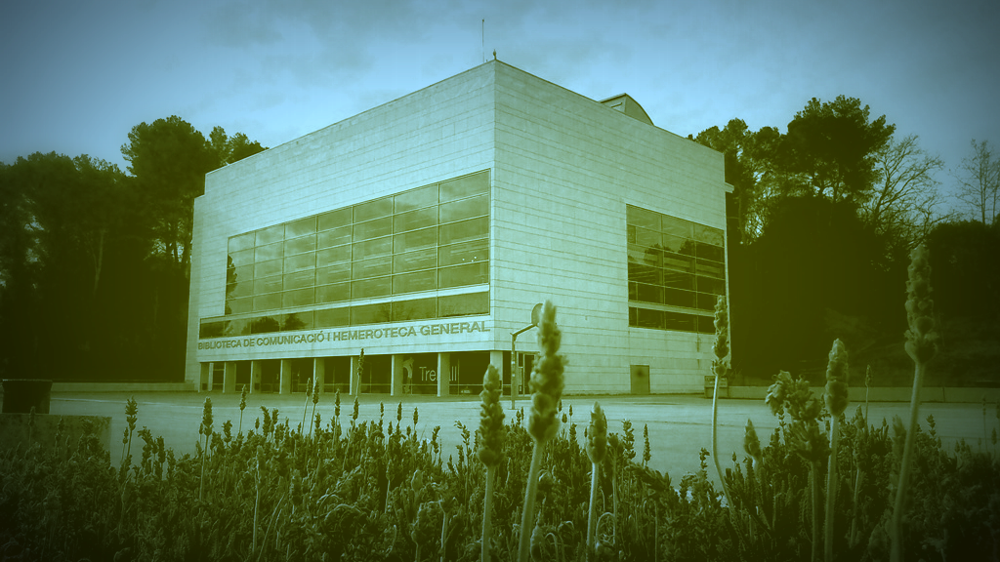 BIBLIOTECA DE COMUNICACIÓ I HEMEROTECA GENERAL